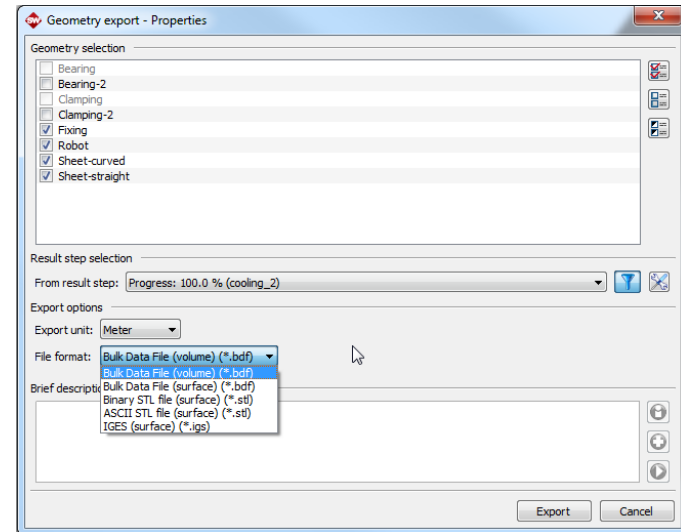 SW Geometry export - Properties
Geometry selection
Bearing
Bearing-2
Clamping
Clamping-2
Fixing
Robot
Sheet-curved
Sheet-straight
Result step selection
From result step: Progress: 100.0 % (cooling_2)
Export options
Export unit: Meter
File format: Bulk Data File (volume) (*.bdf)
Bulk Data File (volume) (*.bdf)
Brief descriptio Bulk Data File (surface) (*.bdf)
Binary STL file (surface) (*.stl)
ASCII STL file (surface) (*.stl)
IGES (surface) (*.igs)
Export Cancel